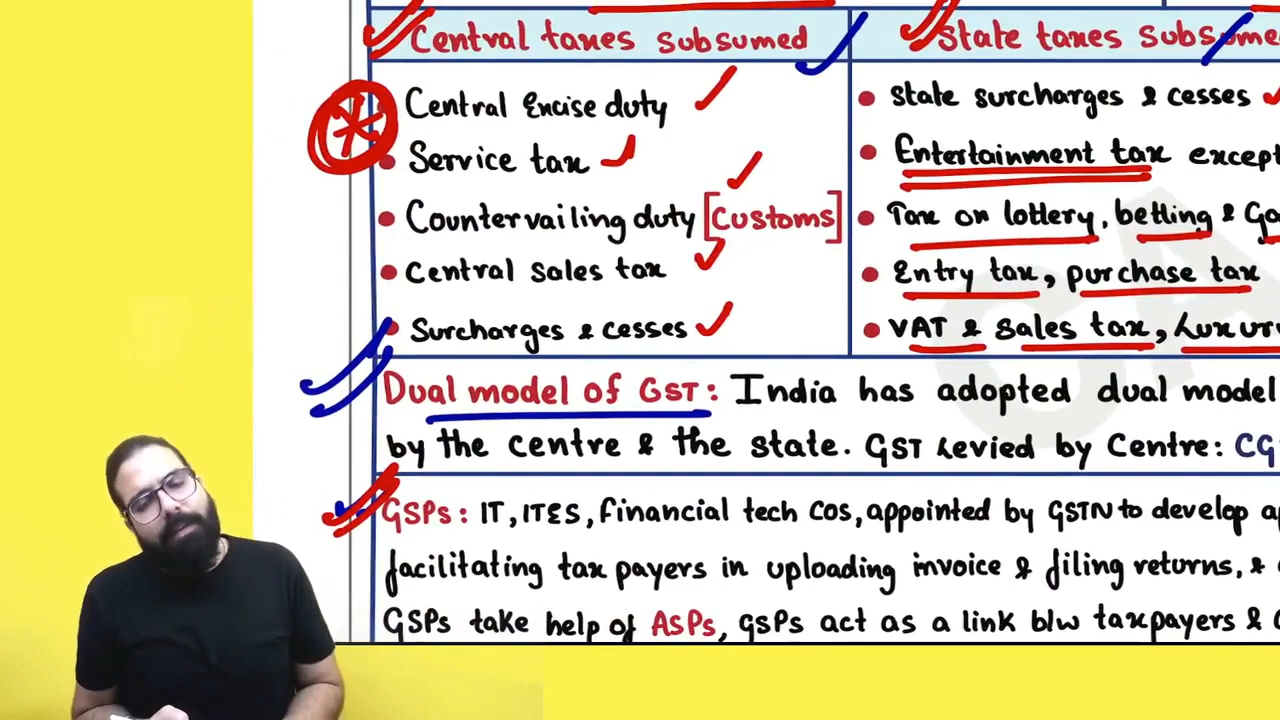 Central taxes subsumed
Central Excise duty
Service tax
Countervailing duty [Customs]
Central Sales tax
Surcharges & cesses
State taxes Subsumed
State surcharges & cesses
Entertainment tax except
Tax on lottery, betting &
Entry tax, purchase tax
VAT & Sales tax,
Dual model of GST: India has adopted dual model
by the centre & the state. GST Levied by Centre: CG
GSPs: IT, ITES, financial tech cos, appointed by GSTN to develop
facilitating tax payers in uploading invoice & filing returns, &
GSPs take help of ASPs, GSPs act as a link b/w taxpayers &
CA